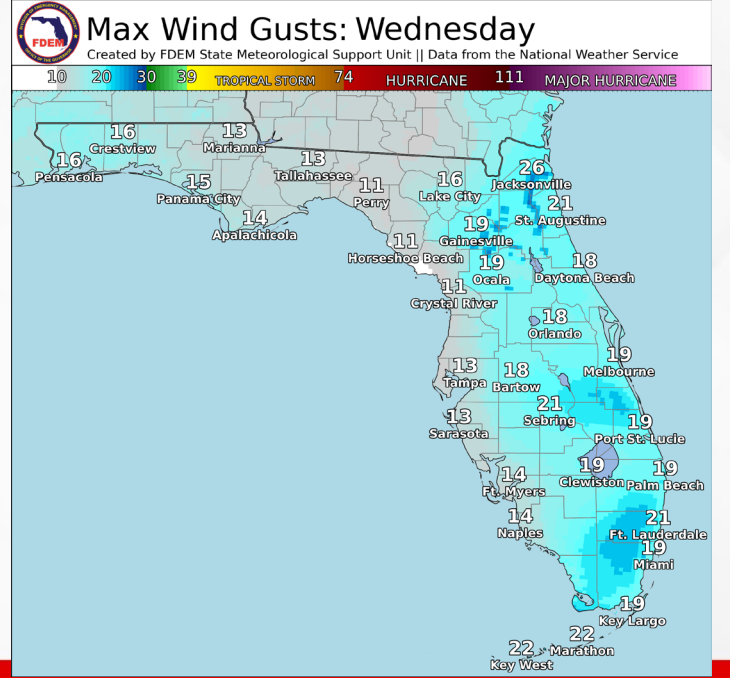 Max Wind Gusts: Wednesday
FDEM
Created by FDEM State Meteorological Support Unit || Data from the National Weather Service
10 20 30 39 TROPICAL STORM 74 HURRICANE 111 MAJOR HURRICANE
16
Crestview
13
Marianna
16
Pensacola
13
Tallahassee
26
Jacksonville
15
Panama City
11
Perry
16
Lake City
21
St. Augustine
14
Apalachicola
19
Gainesville
11
Horseshoe Beach
19
Ocala
18
Daytona Beach
11
Crystal River
18
Orlando
19
Melbourne
13
Tampa
18
Bartow
21
Sebring
13
Sarasota
19
Port St. Lucie
19
Clewiston
19
Palm Beach
14
Ft. Myers
14
Naples
21
Ft. Lauderdale
19
Miami
19
Key Largo
22
Marathon
22
Key West